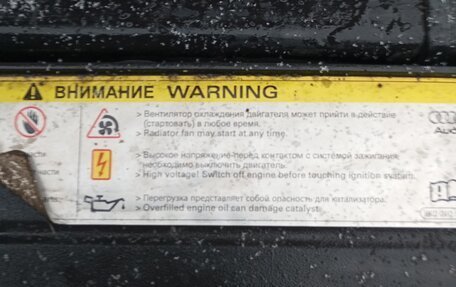 ВНИМАНИЕ WARNING
> Вентилятор охлаждения двигателя может прийти в действие
(стартовать) в любое время.
> Radiator fan may start at any time.
> Высокое напряжение перед контактом с системой зажигания
необходимо выключить двигатель.
> High voltage! Switch off engine before touching ignition system.
> Перегрузка представляет собой опасность для катализатора.
> Overfilled engine oil can damage catalyst.
Aud